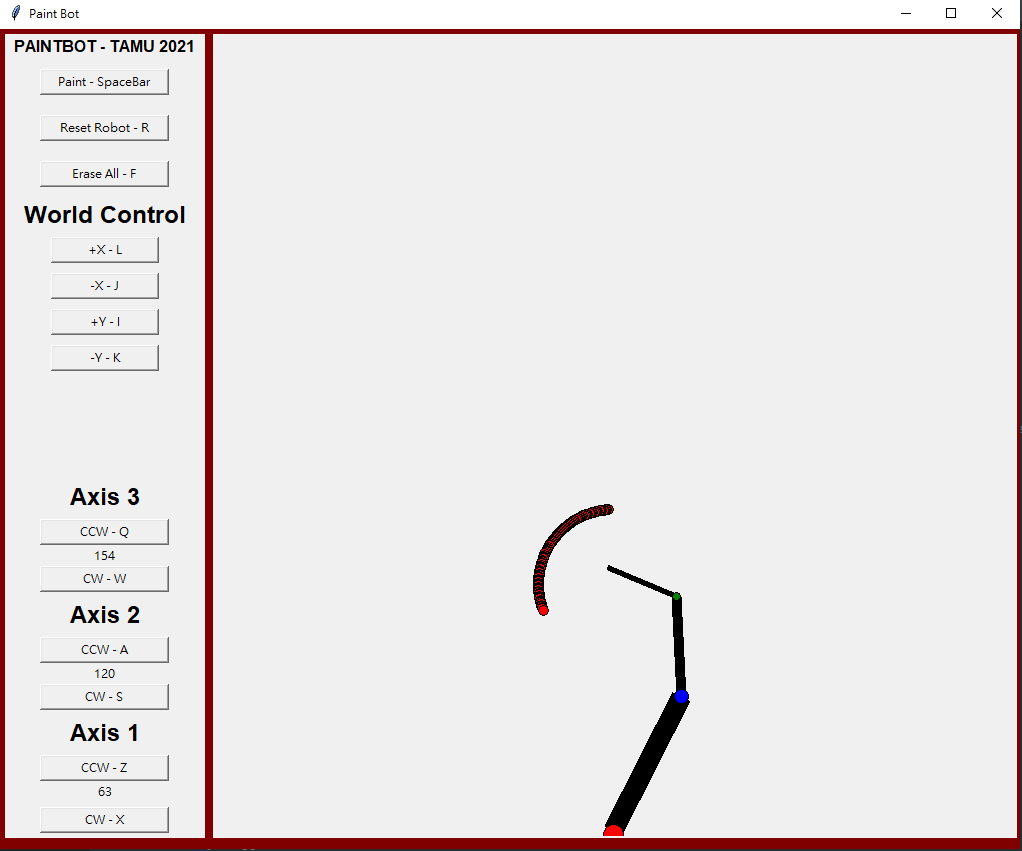 Paint Bot
PAINTBOT - TAMU 2021
Paint - SpaceBar
Reset Robot - R
Erase All - F
World Control
+X - L
-X - J
+Y - I
-Y - K
Axis 3
CCW - Q
154
CW - W
Axis 2
CCW - A
120
CW - S
Axis 1
CCW - Z
63
CW - X